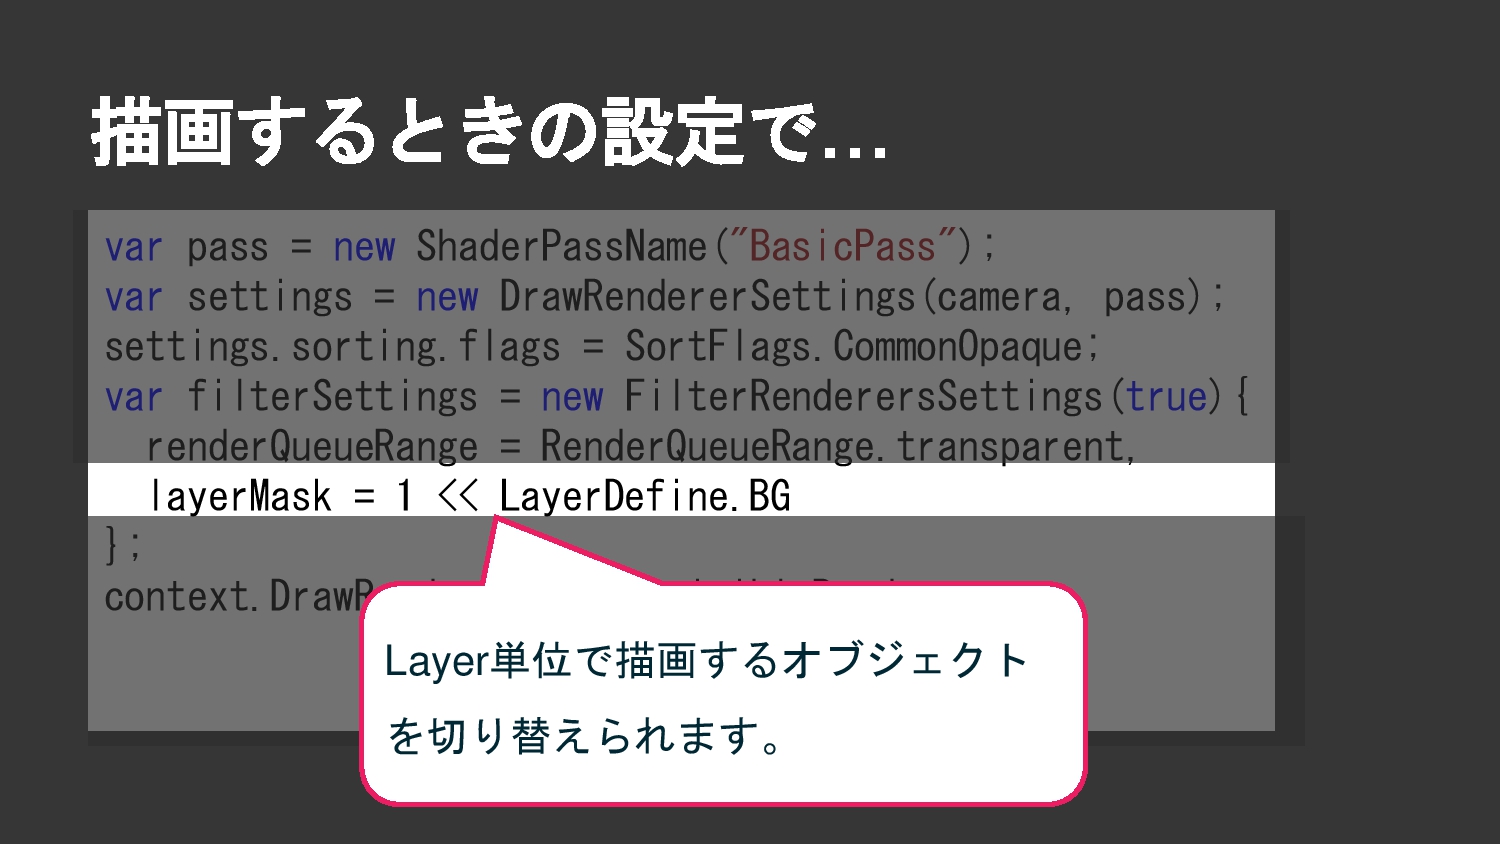 描画するときの設定で...
var pass = new ShaderPassName("BasicPass");
var settings = new DrawRendererSettings(camera, pass);
settings.sorting.flags = SortFlags.CommonOpaque;
var filterSettings = new FilterRenderersSettings(true){
renderQueueRange = RenderQueueRange.transparent,
layerMask = 1 << LayerDefine.BG
};
Layer単位で描画するオブジェクト
を切り替えられます。